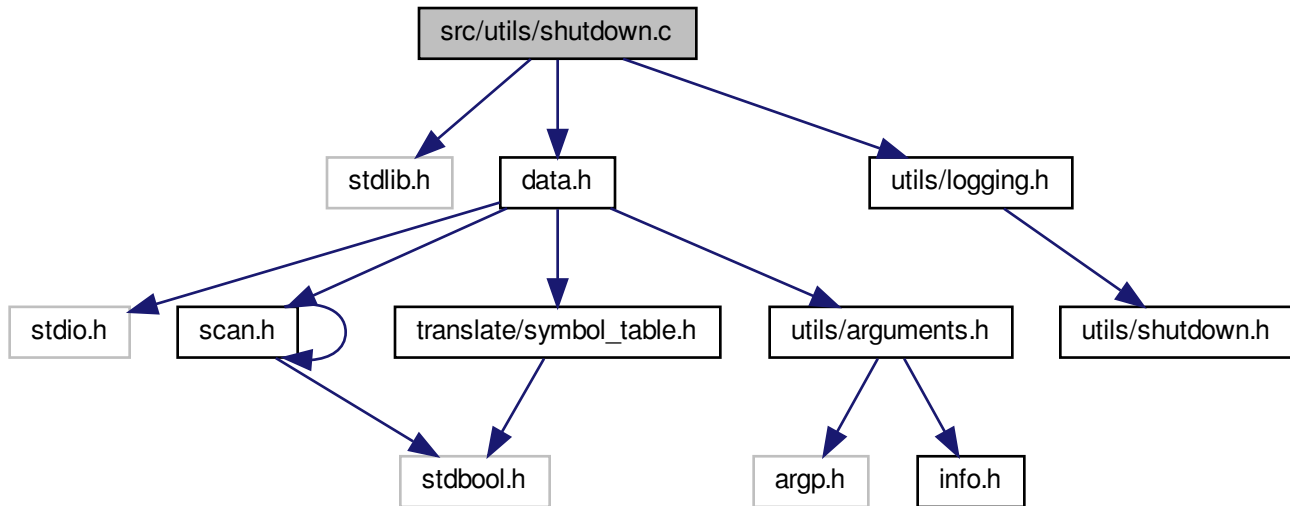 src/utils/shutdown.c
stdlib.h
data.h
utils/logging.h
stdio.h
scan.h
translate/symbol_table.h
utils/arguments.h
utils/shutdown.h
stdbool.h
argp.h
info.h